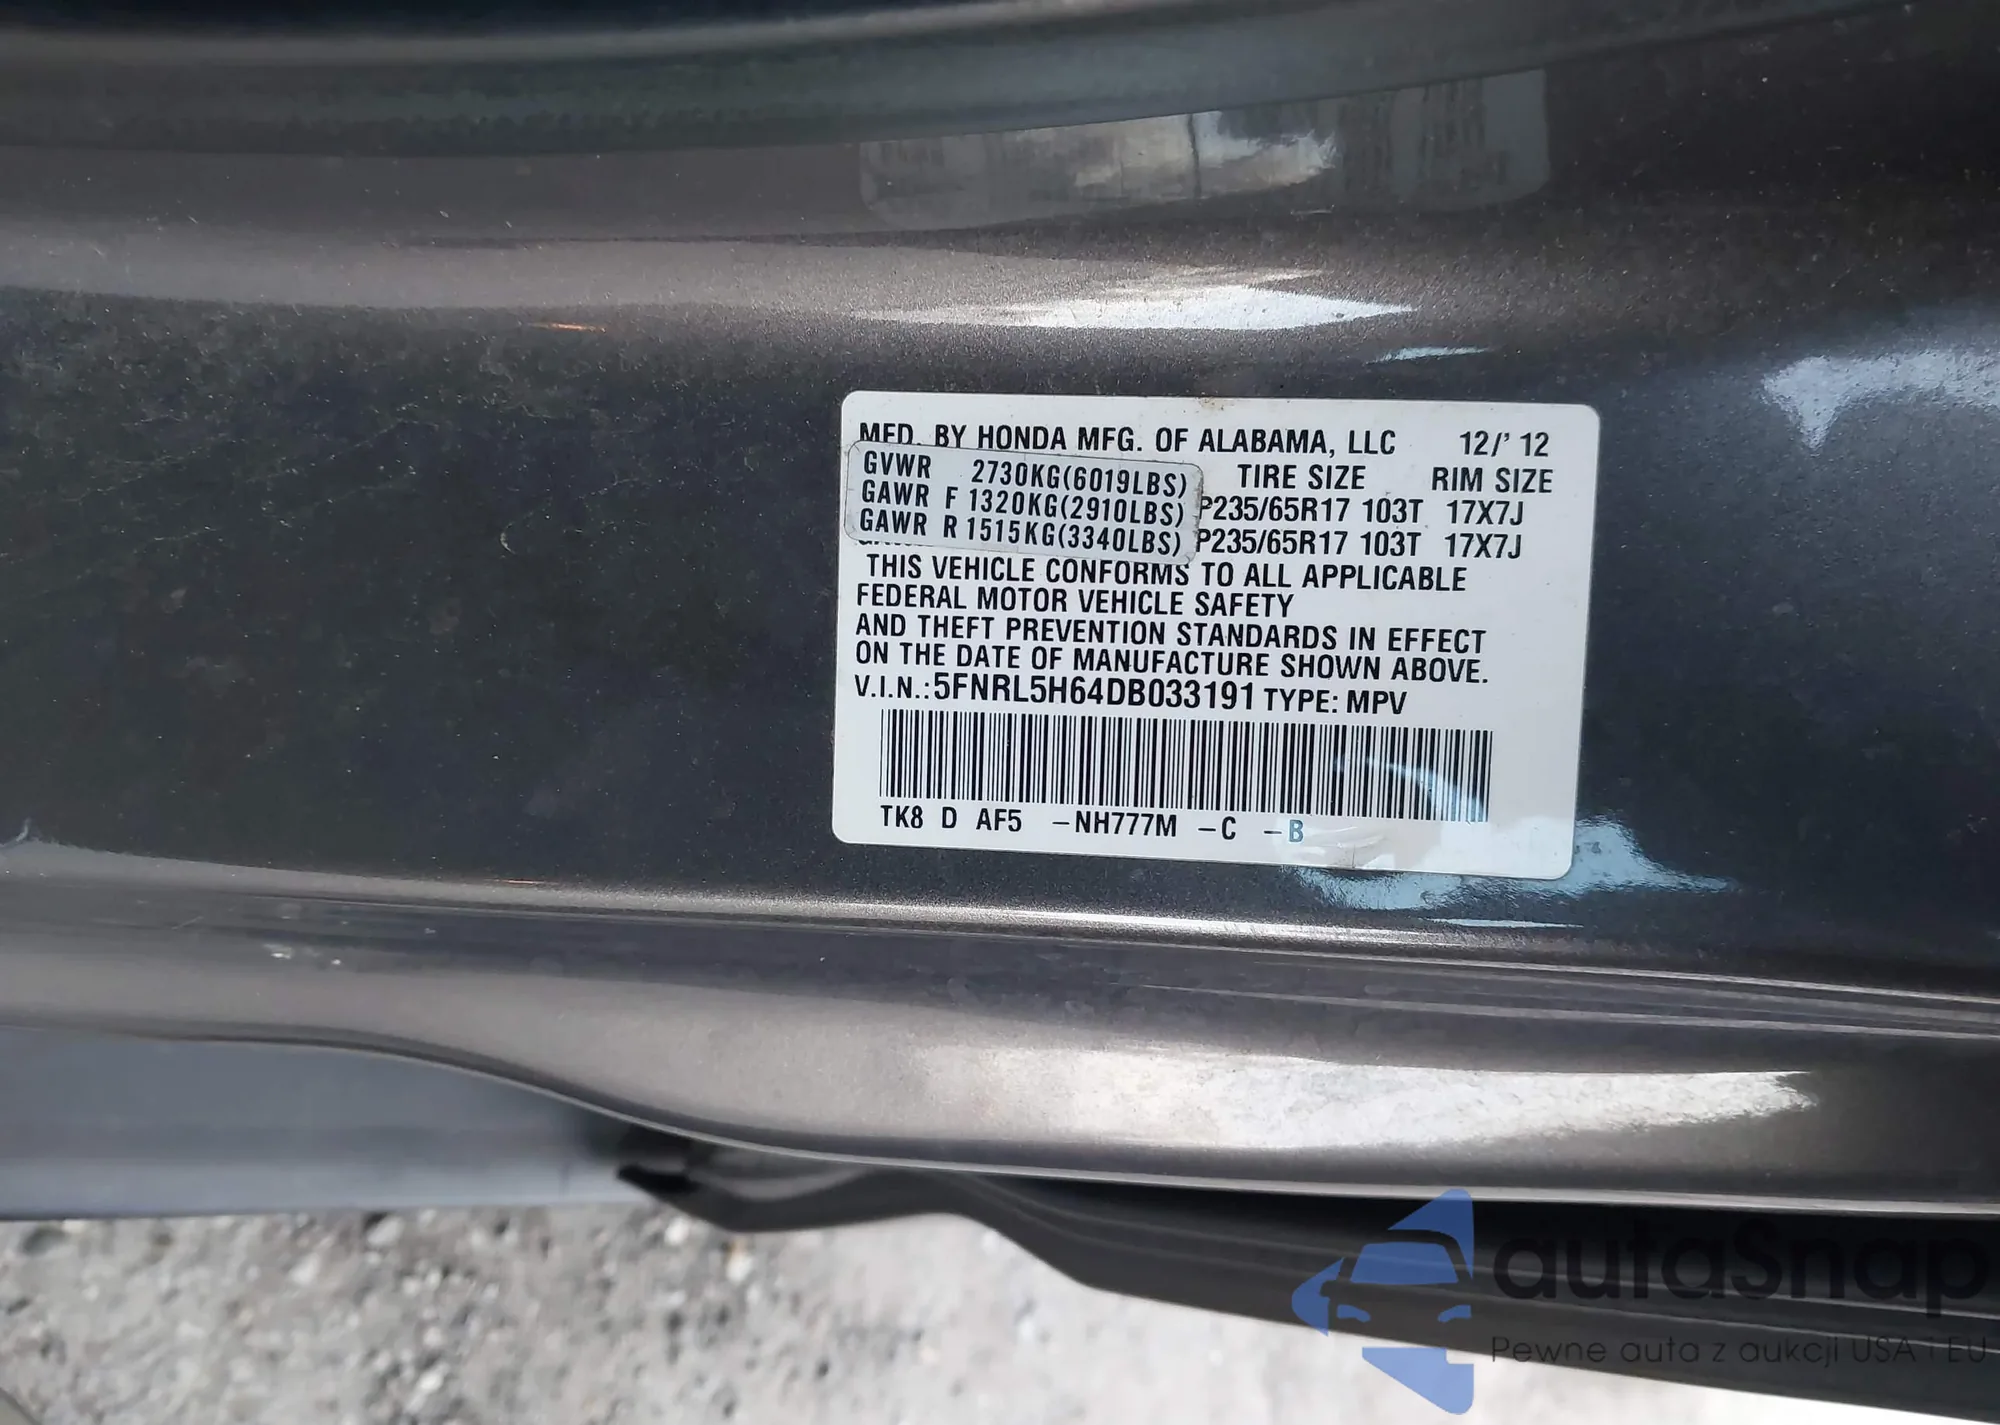 MFD. BY HONDA MFG. OF ALABAMA, LLC 12/' 12
GVWR 2730KG(6019LBS) TIRE SIZE RIM SIZE
GAWR F 1320KG(2910LBS) P235/65R17 103T 17X7J
GAWR R 1515KG(3340LBS) P235/65R17 103T 17X7J
THIS VEHICLE CONFORMS TO ALL APPLICABLE
FEDERAL MOTOR VEHICLE SAFETY
AND THEFT PREVENTION STANDARDS IN EFFECT
ON THE DATE OF MANUFACTURE SHOWN ABOVE.
V.I.N.:5FNRL5H64DB033191 TYPE: MPV
TK8 D AF5 -NH777M -C -B
autaSnap
Pewne auta z aukcji USA i EU